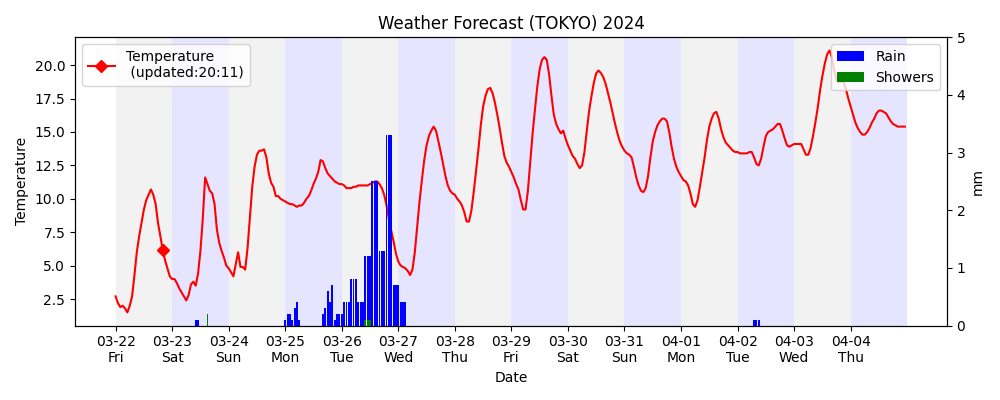 Weather Forecast (TOKYO) 2024
Temperature
(updated:20:11)
Rain
Showers
Temperature
20.0
17.5
15.0
12.5
10.0
7.5
5.0
2.5
5
4
3
2
1
0
mm
03-22 03-23 03-24 03-25 03-26 03-27 03-28 03-29 03-30 03-31 04-01 04-02 04-03 04-04
Fri Sat Sun Mon Tue Wed Thu Fri Sat Sun Mon Tue Wed Thu
Date